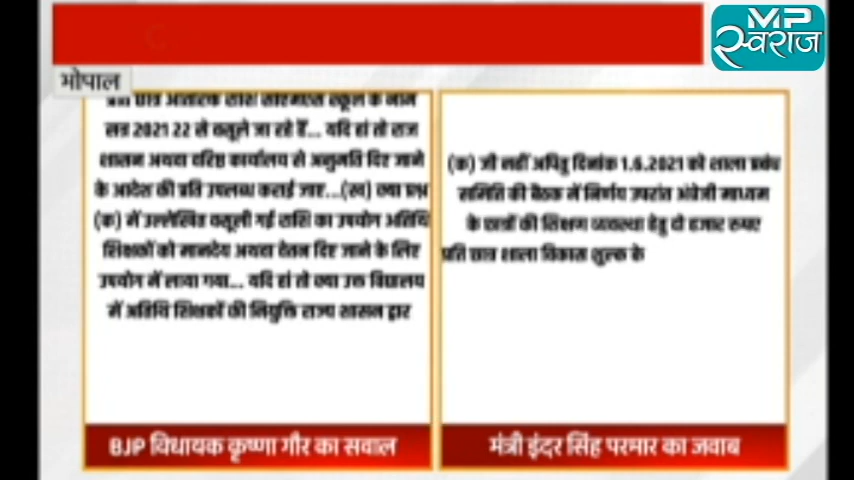 MP
स्वराज
भोपाल
प्रति छात्र अतिरिक्त राशि सीएमएस स्कूल के नाम
सत्र 2021 22 से वसूले जा रहे हैं... यदि हां तो राज
शासन अथवा वरिष्ठ कार्यालय से अनुमति दिए जाने
के आदेश की प्रति उपलब्ध कराई जाए...(ख) क्या प्रश्न
(क) में उल्लेखित वसूली गई राशि का उपयोग अतिथि
शिक्षकों को मानदेय अथवा वेतन दिए जाने के लिए
उपयोग में लाया गया... यदि हां तो क्या उक्त विद्यालय
में अतिथि शिक्षकों की नियुक्ति राज्य शासन द्वार
BJP विधायक कृष्णा गौर का सवाल
(क) जी नहीं अपितु दिनांक 1.6.2021 को शाला प्रबंध
समिति की बैठक में निर्णय उपरांत अंग्रेजी माध्यम
के छात्रों की शिक्षण व्यवस्था हेतु दो हजार रूपए
प्रति छात्र शाला विकास शुल्क के
मंत्री इंदर सिंह परमार का जवाब